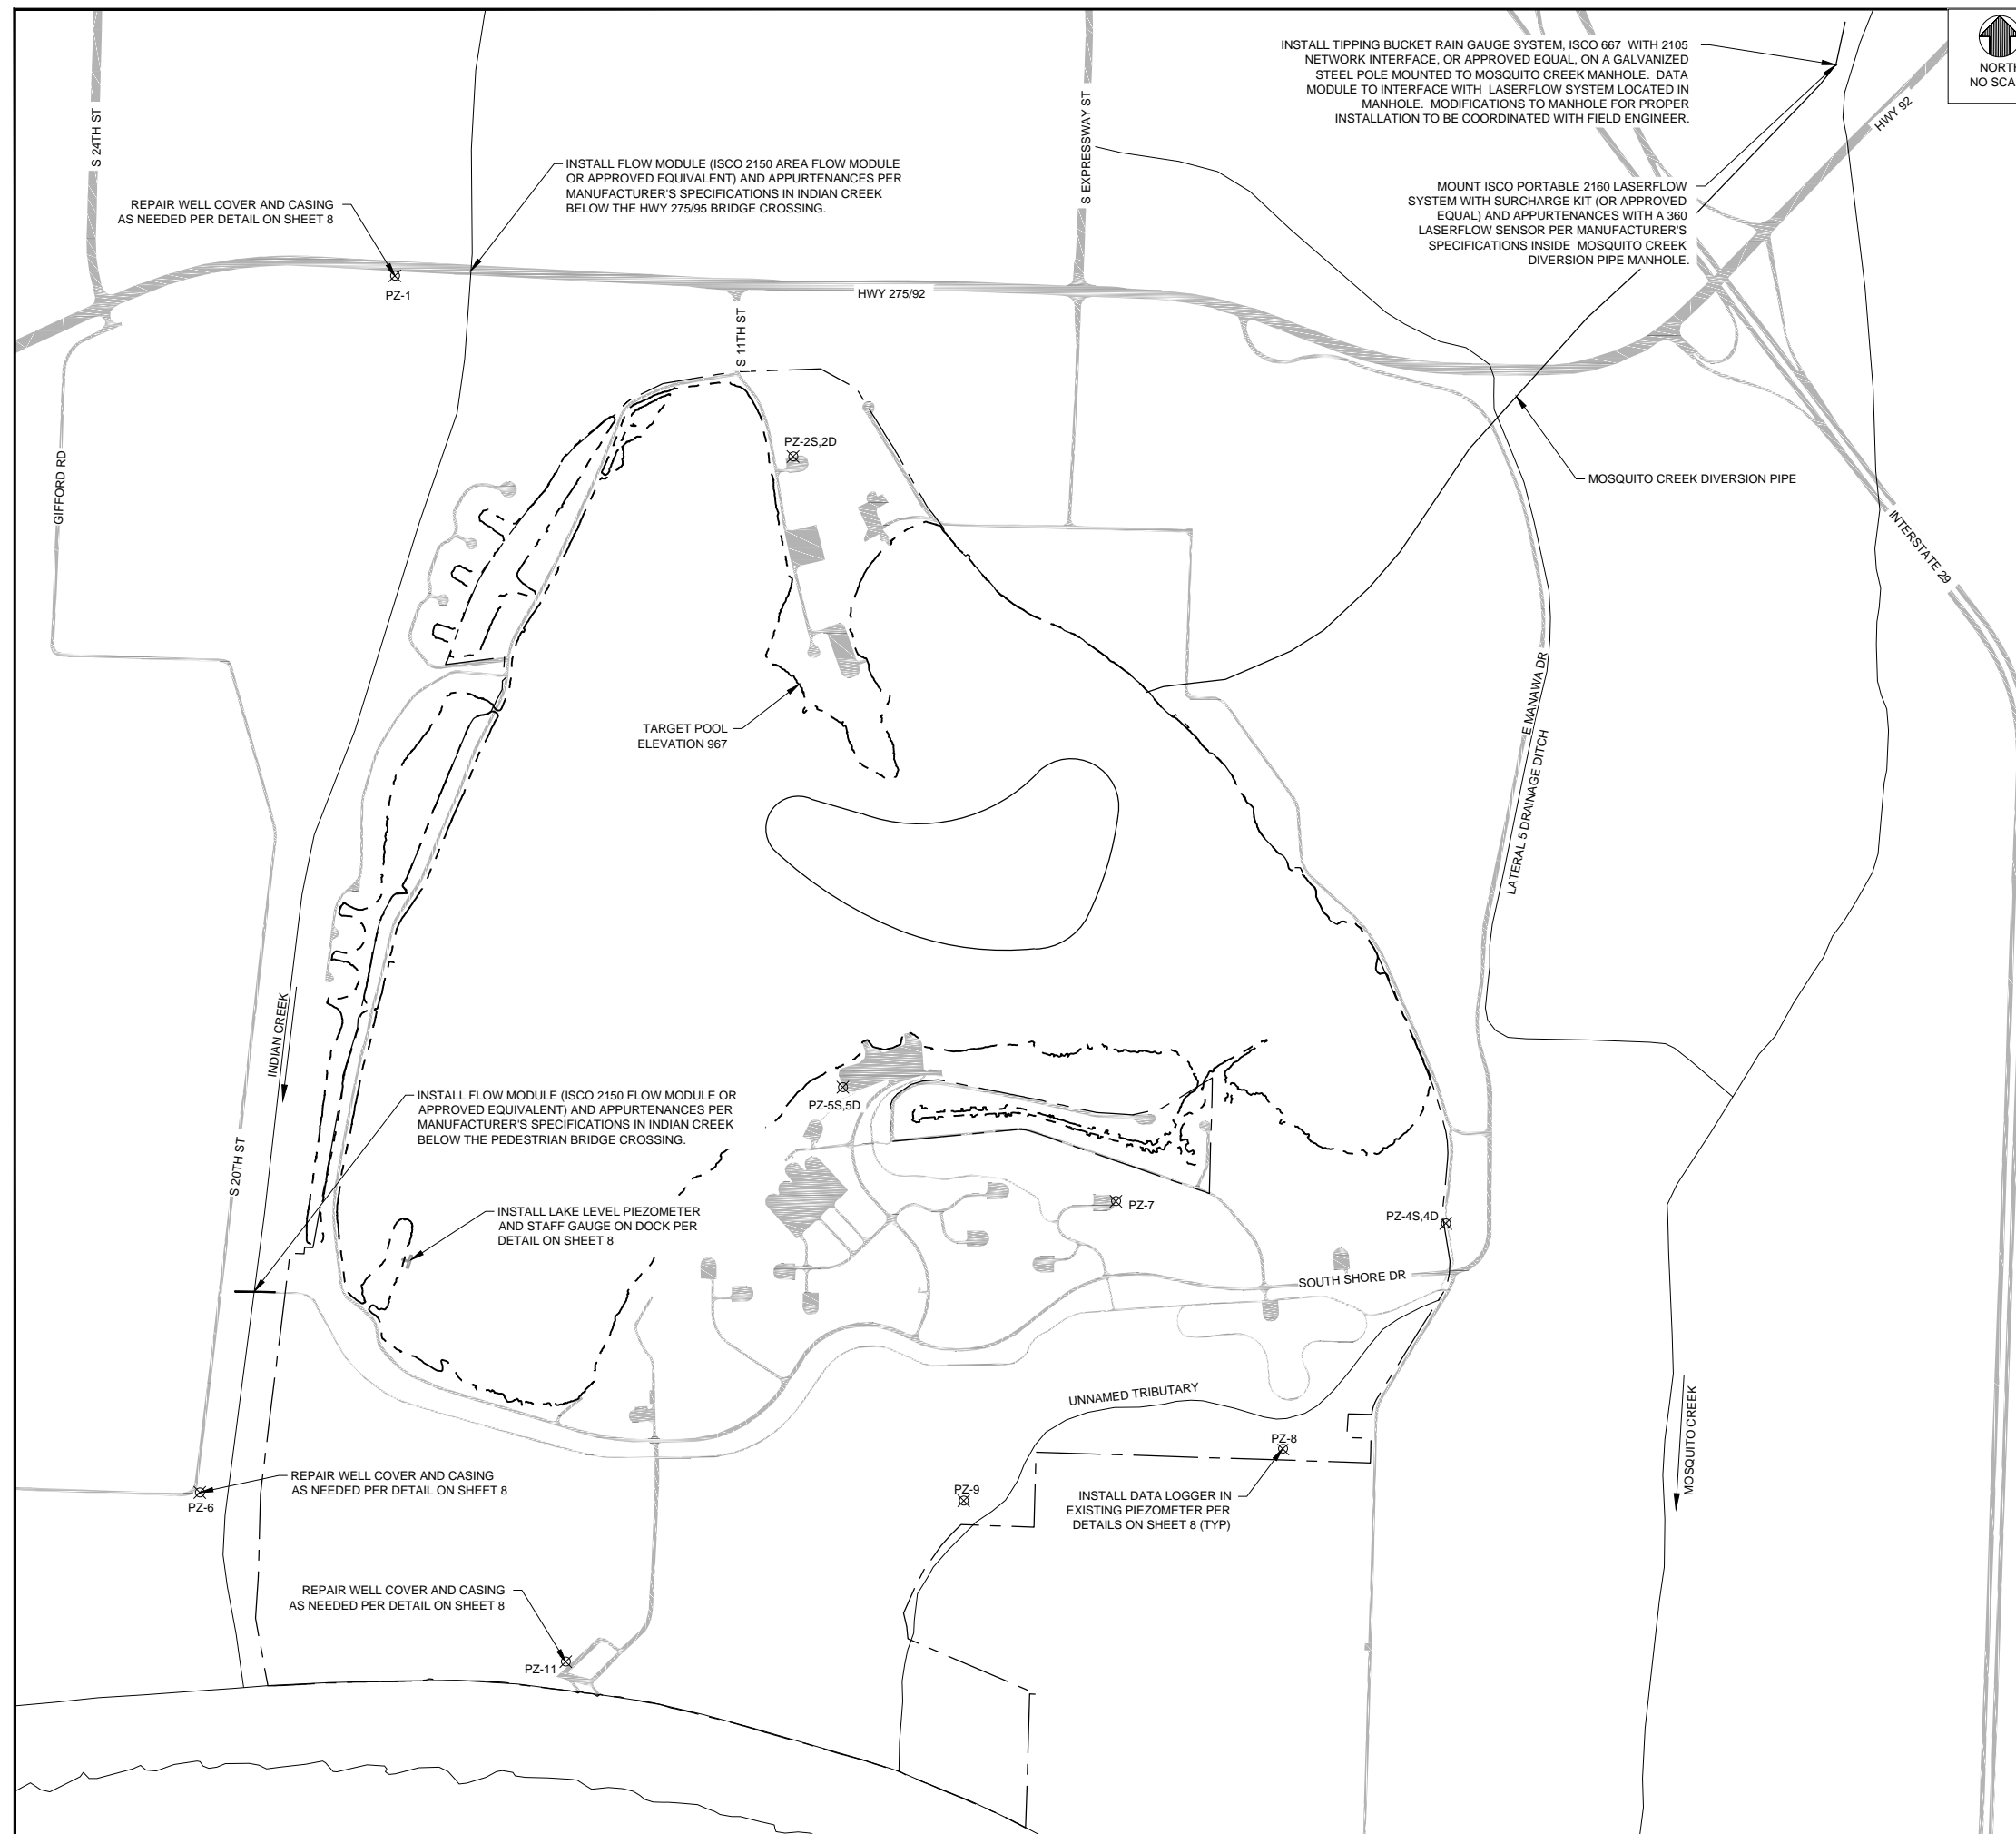 INSTALL TIPPING BUCKET RAIN GAUGE SYSTEM, ISCO 667 WITH 2105
NETWORK INTERFACE, OR APPROVED EQUAL, ON A GALVANIZED
STEEL POLE MOUNTED TO MOSQUITO CREEK MANHOLE. DATA
MODULE TO INTERFACE WITH LASERFLOW SYSTEM LOCATED IN
MANHOLE. MODIFICATIONS TO MANHOLE FOR PROPER
INSTALLATION TO BE COORDINATED WITH FIELD ENGINEER.
NORTH
NO SCA
HWY 92
S 24TH ST
S EXPRESSWAY ST
INSTALL FLOW MODULE (ISCO 2150 AREA FLOW MODULE
OR APPROVED EQUIVALENT) AND APPURTENANCES PER
MANUFACTURER'S SPECIFICATIONS IN INDIAN CREEK
BELOW THE HWY 275/95 BRIDGE CROSSING.
REPAIR WELL COVER AND CASING
AS NEEDED PER DETAIL ON SHEET 8
MOUNT ISCO PORTABLE 2160 LASERFLOW
SYSTEM WITH SURCHARGE KIT (OR APPROVED
EQUAL) AND APPURTENANCES WITH A 360
LASERFLOW SENSOR PER MANUFACTURER'S
SPECIFICATIONS INSIDE MOSQUITO CREEK
DIVERSION PIPE MANHOLE.
PZ-1
HWY 275/92
S 11TH ST
PZ-2S,2D
GIFFORD RD
MOSQUITO CREEK DIVERSION PIPE
INTERSTATE 29
TARGET POOL
ELEVATION 967
E MANAWA DR
LATERAL 5 DRAINAGE DITCH
INDIAN CREEK
INSTALL FLOW MODULE (ISCO 2150 FLOW MODULE OR
APPROVED EQUIVALENT) AND APPURTENANCES PER
MANUFACTURER'S SPECIFICATIONS IN INDIAN CREEK
BELOW THE PEDESTRIAN BRIDGE CROSSING.
PZ-5S,5D
S 20TH ST
INSTALL LAKE LEVEL PIEZOMETER
AND STAFF GAUGE ON DOCK PER
DETAIL ON SHEET 8
PZ-7
PZ-4S,4D
SOUTH SHORE DR
UNNAMED TRIBUTARY
MOSQUITO CREEK
PZ-8
REPAIR WELL COVER AND CASING
AS NEEDED PER DETAIL ON SHEET 8
PZ-6
PZ-9
INSTALL DATA LOGGER IN
EXISTING PIEZOMETER PER
DETAILS ON SHEET 8 (TYP)
REPAIR WELL COVER AND CASING
AS NEEDED PER DETAIL ON SHEET 8
PZ-11